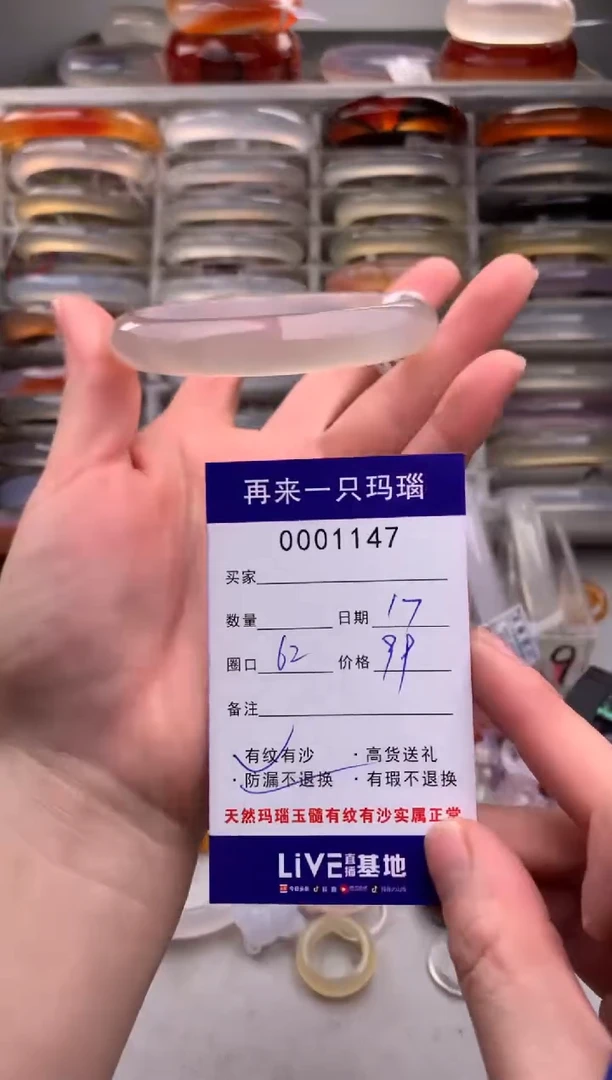 再来一只玛瑙
0001147
买家
数量 日期 17
圈口 62 价格 99
备注
·有纹有沙 ·高货送礼
·防漏不退换 ·有瑕不退换
天然玛瑙玉髓有纹有沙实属正常
LiVE直播基地